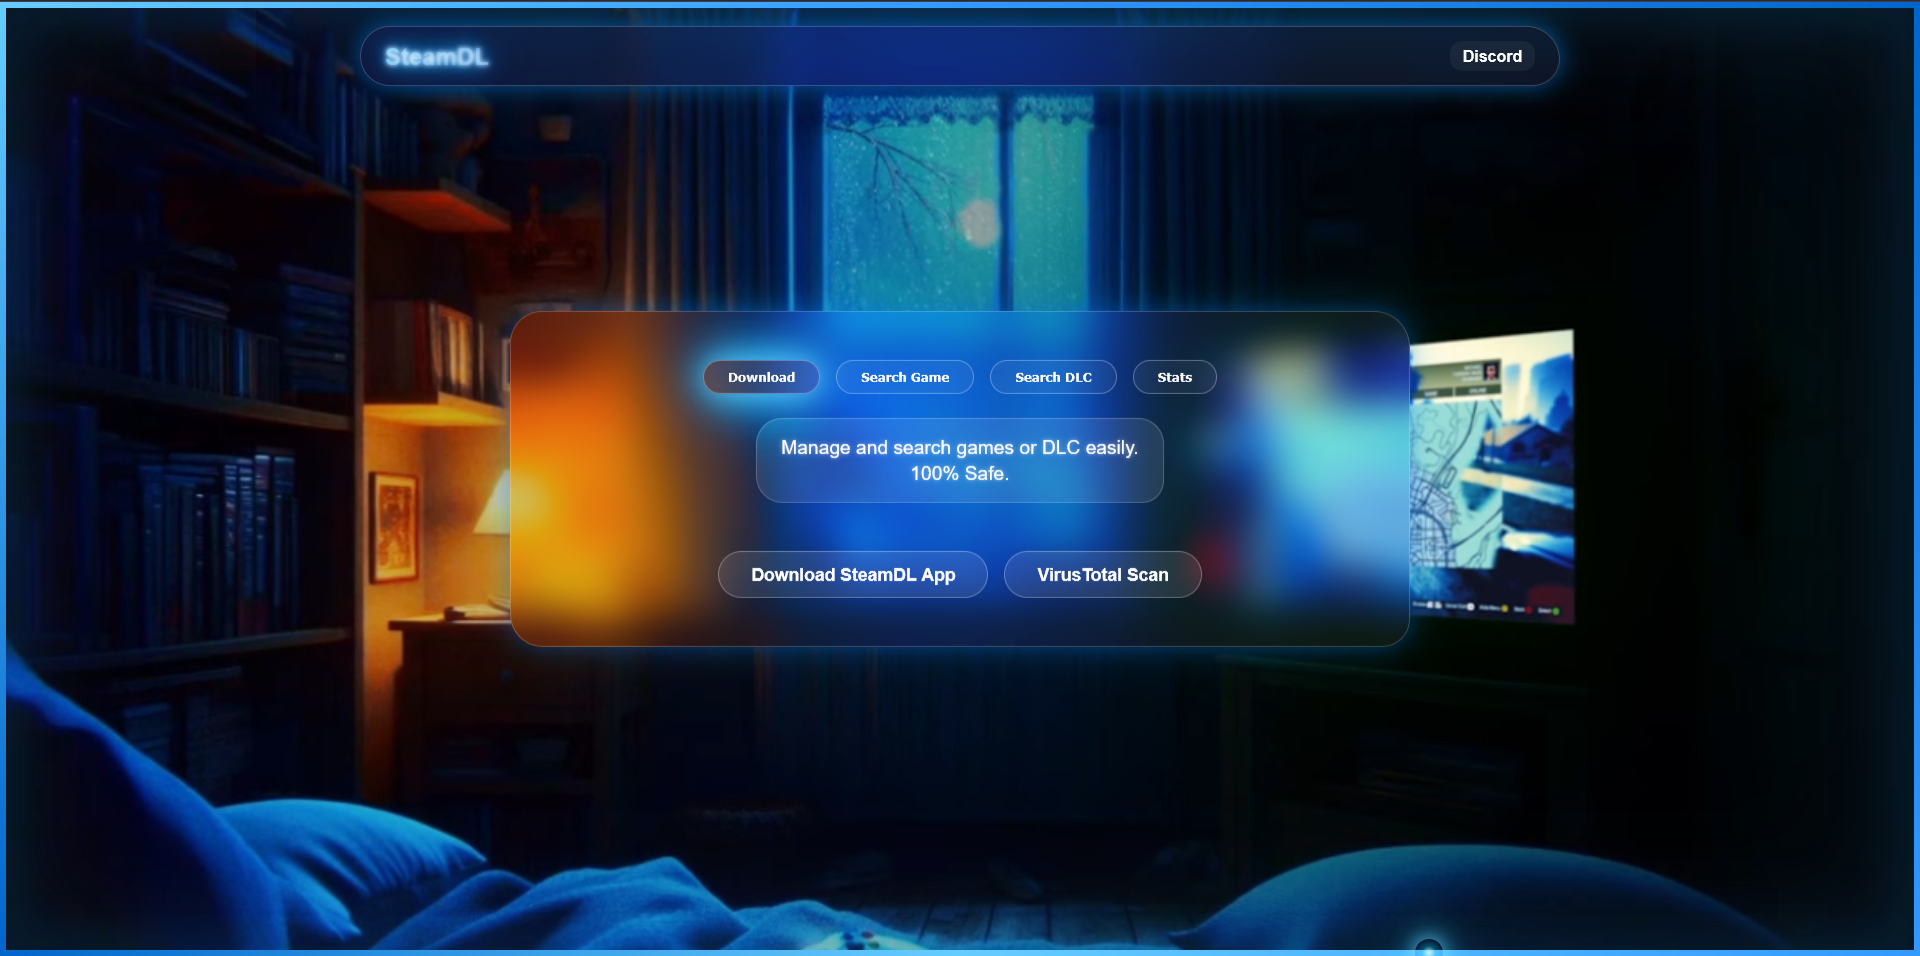 SteamDL
Discord
Download
Search Game
Search DLC
Stats
Manage and search games or DLC easily.
100% Safe.
Download SteamDL App
VirusTotal Scan